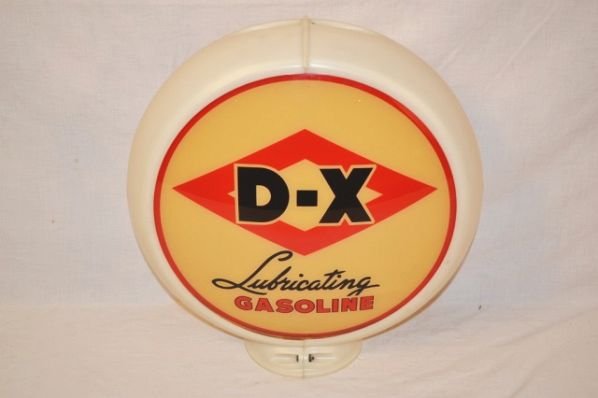 D-X
Lubricating
GASOLINE